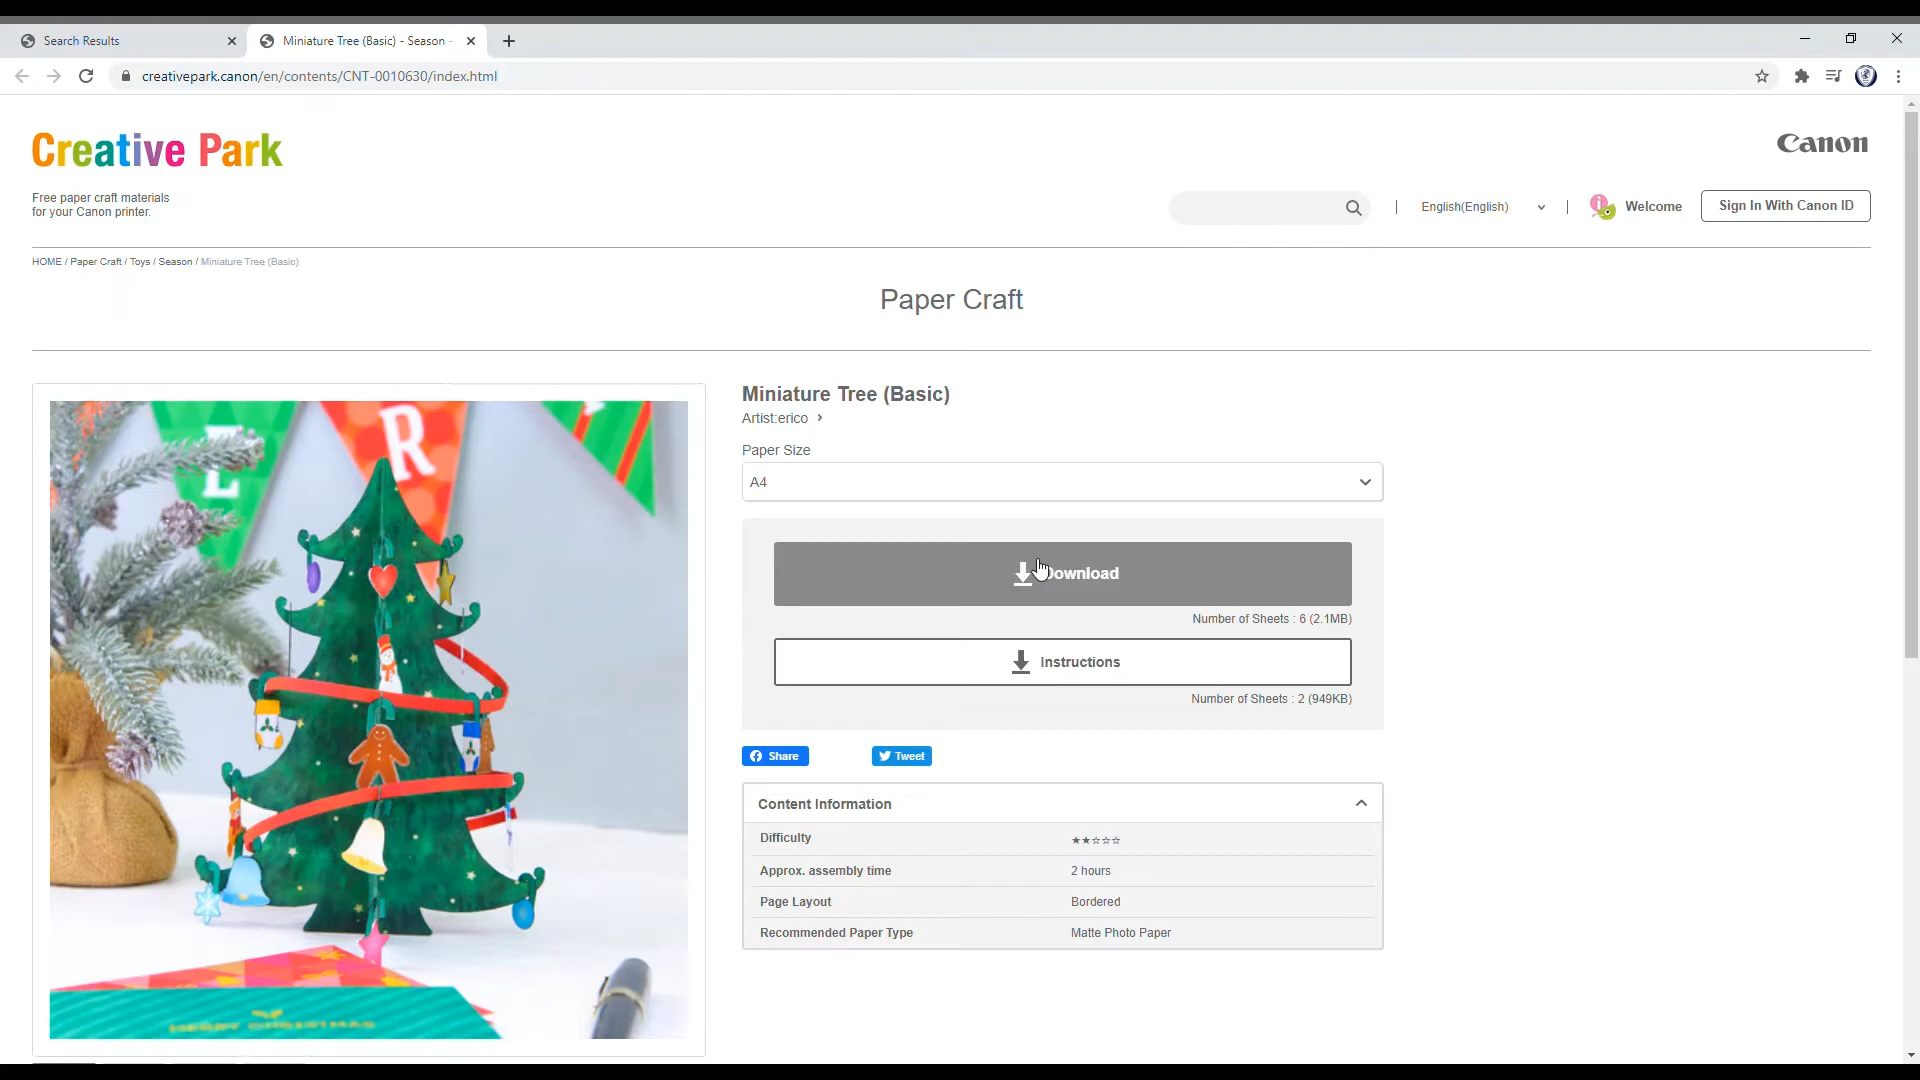 Search Results
Miniature Tree (Basic) - Season -
creativepark.canon/en/contents/CNT-0010630/index.html
Creative Park
Canon
Free paper craft materials
for your Canon printer.
English(English)
Welcome
Sign In With Canon ID
HOME / Paper Craft / Toys / Season / Miniature Tree (Basic)
Paper Craft
Miniature Tree (Basic)
Artist:erico
Paper Size
A4
Download
Number of Sheets : 6 (2.1MB)
Instructions
Number of Sheets : 2 (949KB)
Share
Tweet
Content Information
Difficulty ★★☆☆☆
Approx. assembly time 2 hours
Page Layout Bordered
Recommended Paper Type Matte Photo Paper
E R
MERRY CHRISTMAS